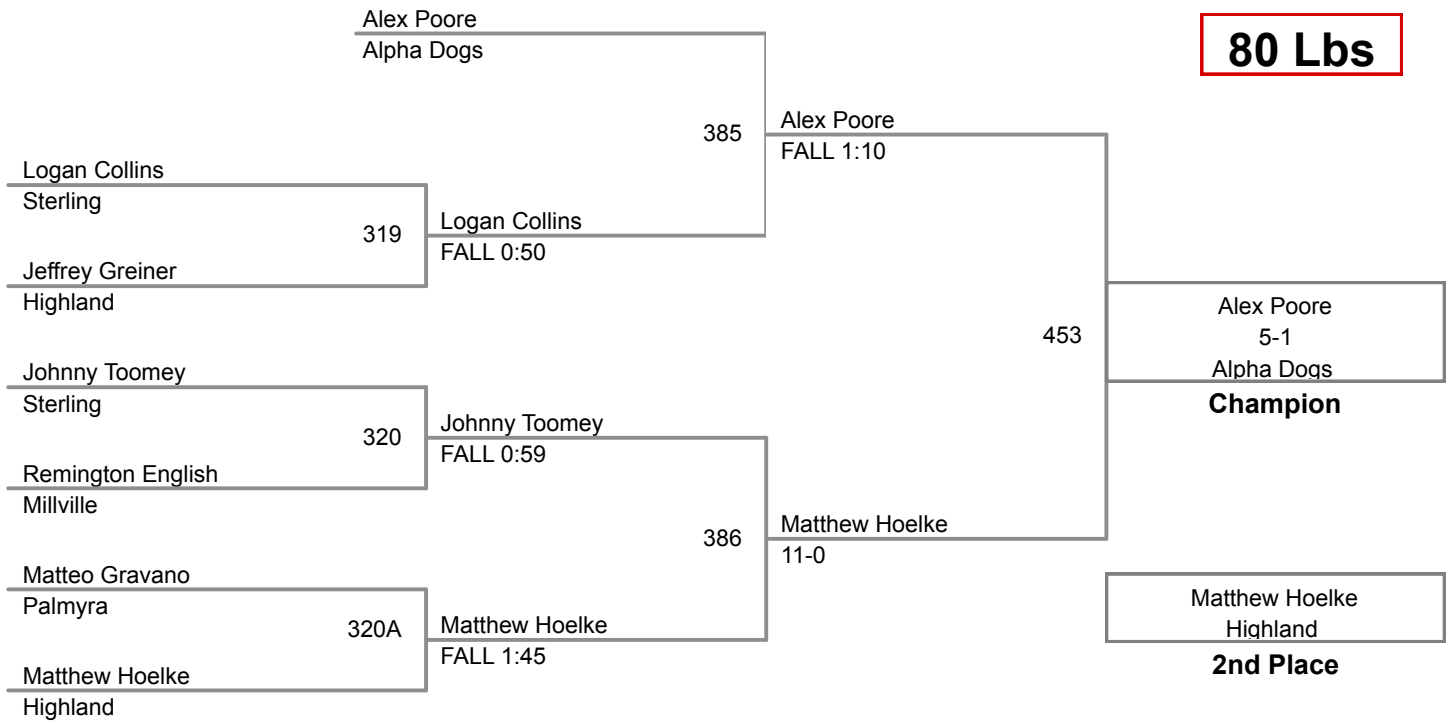 Alex Poore
Alpha Dogs
80 Lbs
385
Alex Poore
FALL 1:10
Logan Collins
Sterling
319
Logan Collins
FALL 0:50
Jeffrey Greiner
Highland
453
Alex Poore
5-1
Alpha Dogs
Champion
Johnny Toomey
Sterling
320
Johnny Toomey
FALL 0:59
Remington English
Millville
386
Matthew Hoelke
11-0
Matteo Gravano
Palmyra
320A
Matthew Hoelke
FALL 1:45
Matthew Hoelke
Highland
Matthew Hoelke
Highland
2nd Place